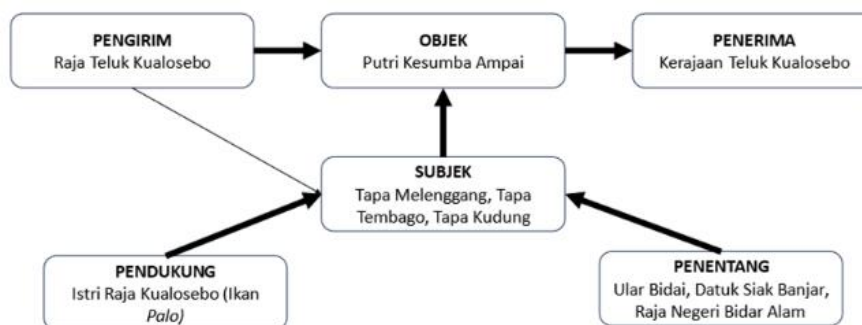 PENGIRIM
Raja Teluk Kualosebo
OBJEK
Putri Kesumba Ampai
PENERIMA
Kerajaan Teluk Kualosebo
SUBJEK
Tapa Melenggang, Tapa
Tembago, Tapa Kudung
PENDUKUNG
Istri Raja Kualosebo (Ikan
Palo)
PENENTANG
Ular Bidai, Datuk Siak Banjar,
Raja Negeri Bidar Alam